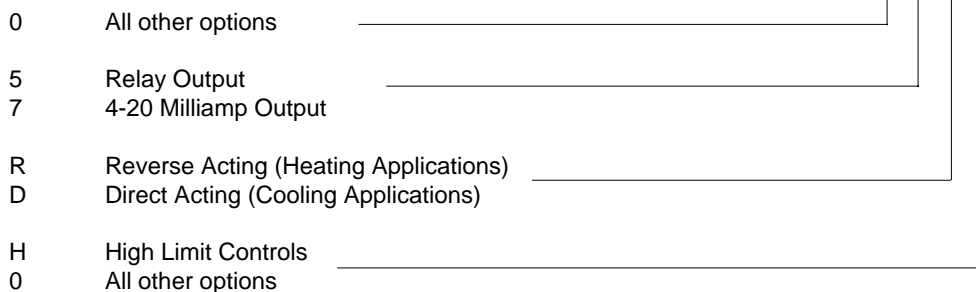 0 All other options
5 Relay Output
7 4-20 Milliamp Output
R Reverse Acting (Heating Applications)
D Direct Acting (Cooling Applications)
H High Limit Controls
0 All other options